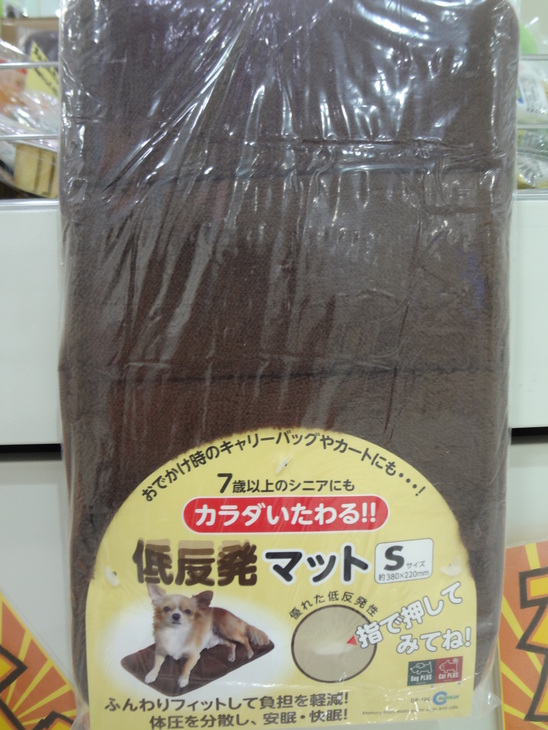 おでかけ時のキャリーバッグやカートにも・・・!
7歳以上のシニアにも
カラダいたわる!!
低反発マット
Sサイズ
約380×220mm
優れた低反発性
指で押して
みてね!
Dog PLUS
Cat PLUS
ふんわりフィットして負担を軽減!
体圧を分散し、安眠・快眠!